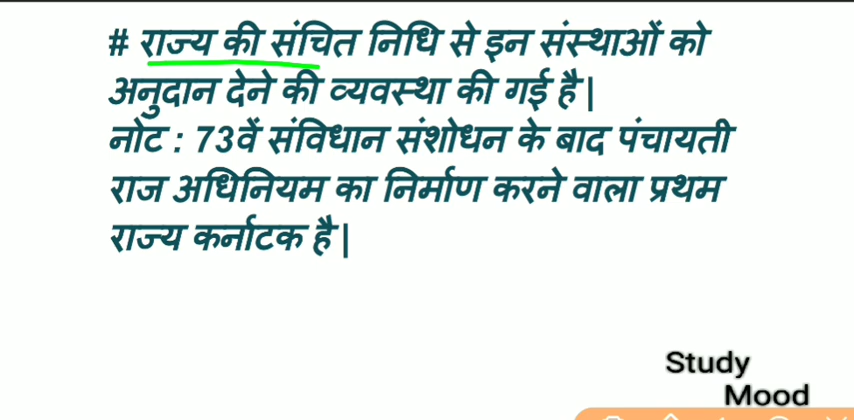 # राज्य की संचित निधि से इन संस्थाओं को
अनुदान देने की व्यवस्था की गई है|
नोट : 73वें संविधान संशोधन के बाद पंचायती
राज अधिनियम का निर्माण करने वाला प्रथम
राज्य कर्नाटक है|
Study
Mood